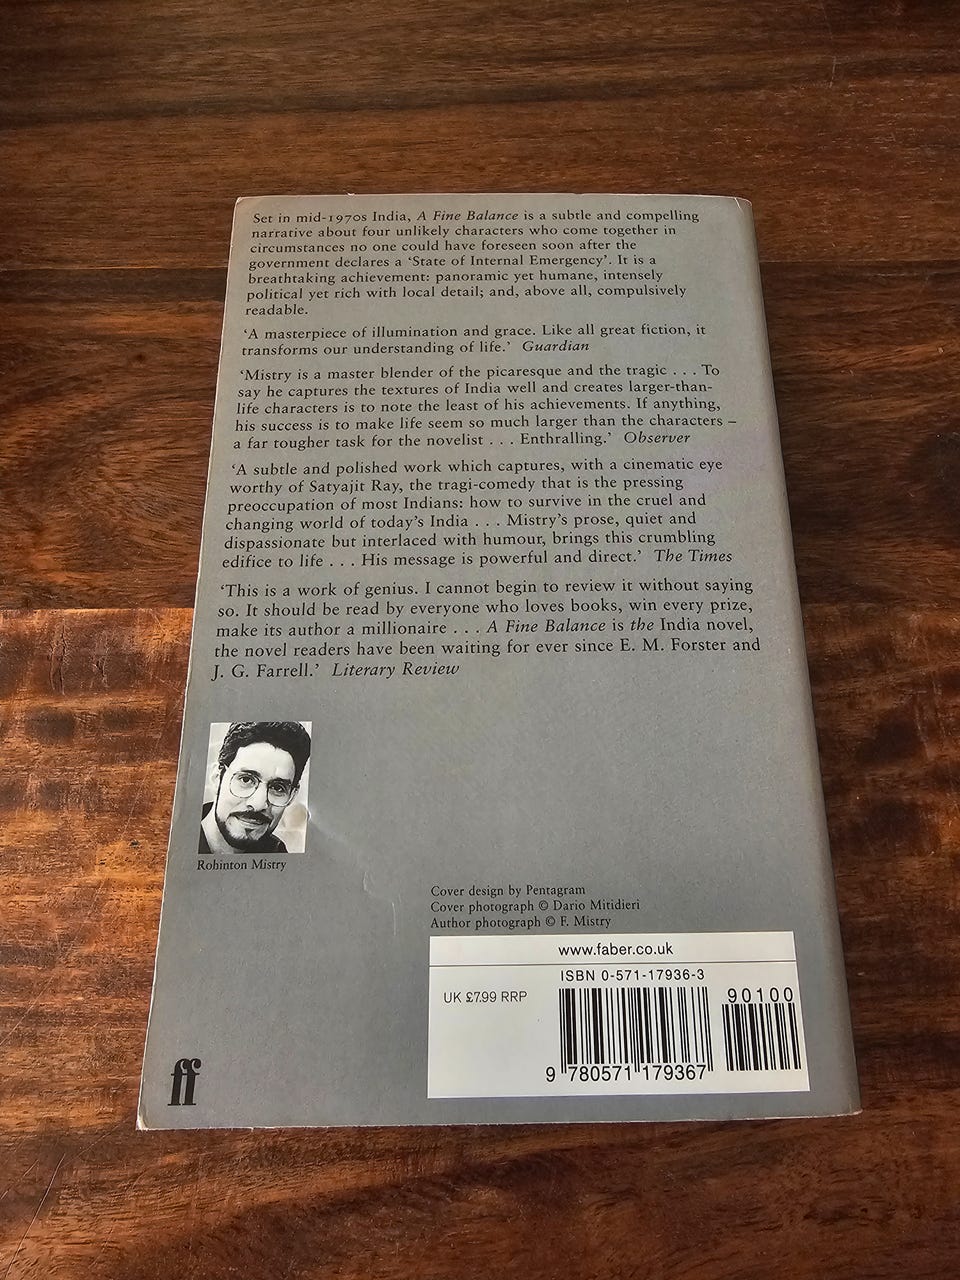 Set in mid-1970s India, A Fine Balance is a subtle and compelling
narrative about four unlikely characters who come together in
circumstances no one could have foreseen soon after the
government declares a ‘State of Internal Emergency’. It is a
breathtaking achievement: panoramic yet humane, intensely
political yet rich with local detail; and, above all, compulsively
readable.
‘A masterpiece of illumination and grace. Like all great fiction, it
transforms our understanding of life.’ Guardian
‘Mistry is a master blender of the picaresque and the tragic . . . To
say he captures the textures of India well and creates larger-than-
life characters is to note the least of his achievements. If anything,
his success is to make life seem so much larger than the characters –
a far tougher task for the novelist . . . Enthralling.’ Observer
‘A subtle and polished work which captures, with a cinematic eye
worthy of Satyajit Ray, the tragi-comedy that is the pressing
preoccupation of most Indians: how to survive in the cruel and
changing world of today’s India . . . Mistry’s prose, quiet and
dispassionate but interlaced with humour, brings this crumbling
edifice to life . . . His message is powerful and direct.’ The Times
‘This is a work of genius. I cannot begin to review it without saying
so. It should be read by everyone who loves books, win every prize,
make its author a millionaire . . . A Fine Balance is the India novel,
the novel readers have been waiting for ever since E. M. Forster and
J. G. Farrell.’ Literary Review
Rohinton Mistry
Cover design by Pentagram
Cover photograph © Dario Mitidieri
Author photograph © F. Mistry
www.faber.co.uk
ISBN 0-571-17936-3
UK £7.99 RRP
90100
9 780571 179367
ff